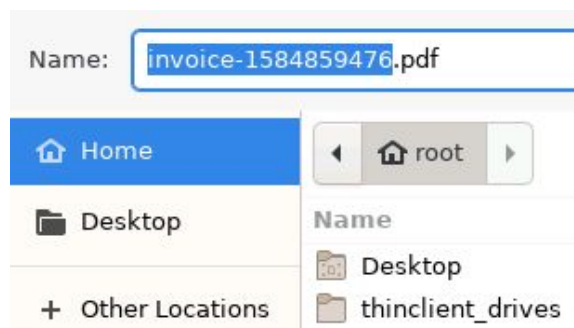 Name: invoice-1584859476.pdf
Home
Desktop
+ Other Locations
root
Name
Desktop
thinclient_drives